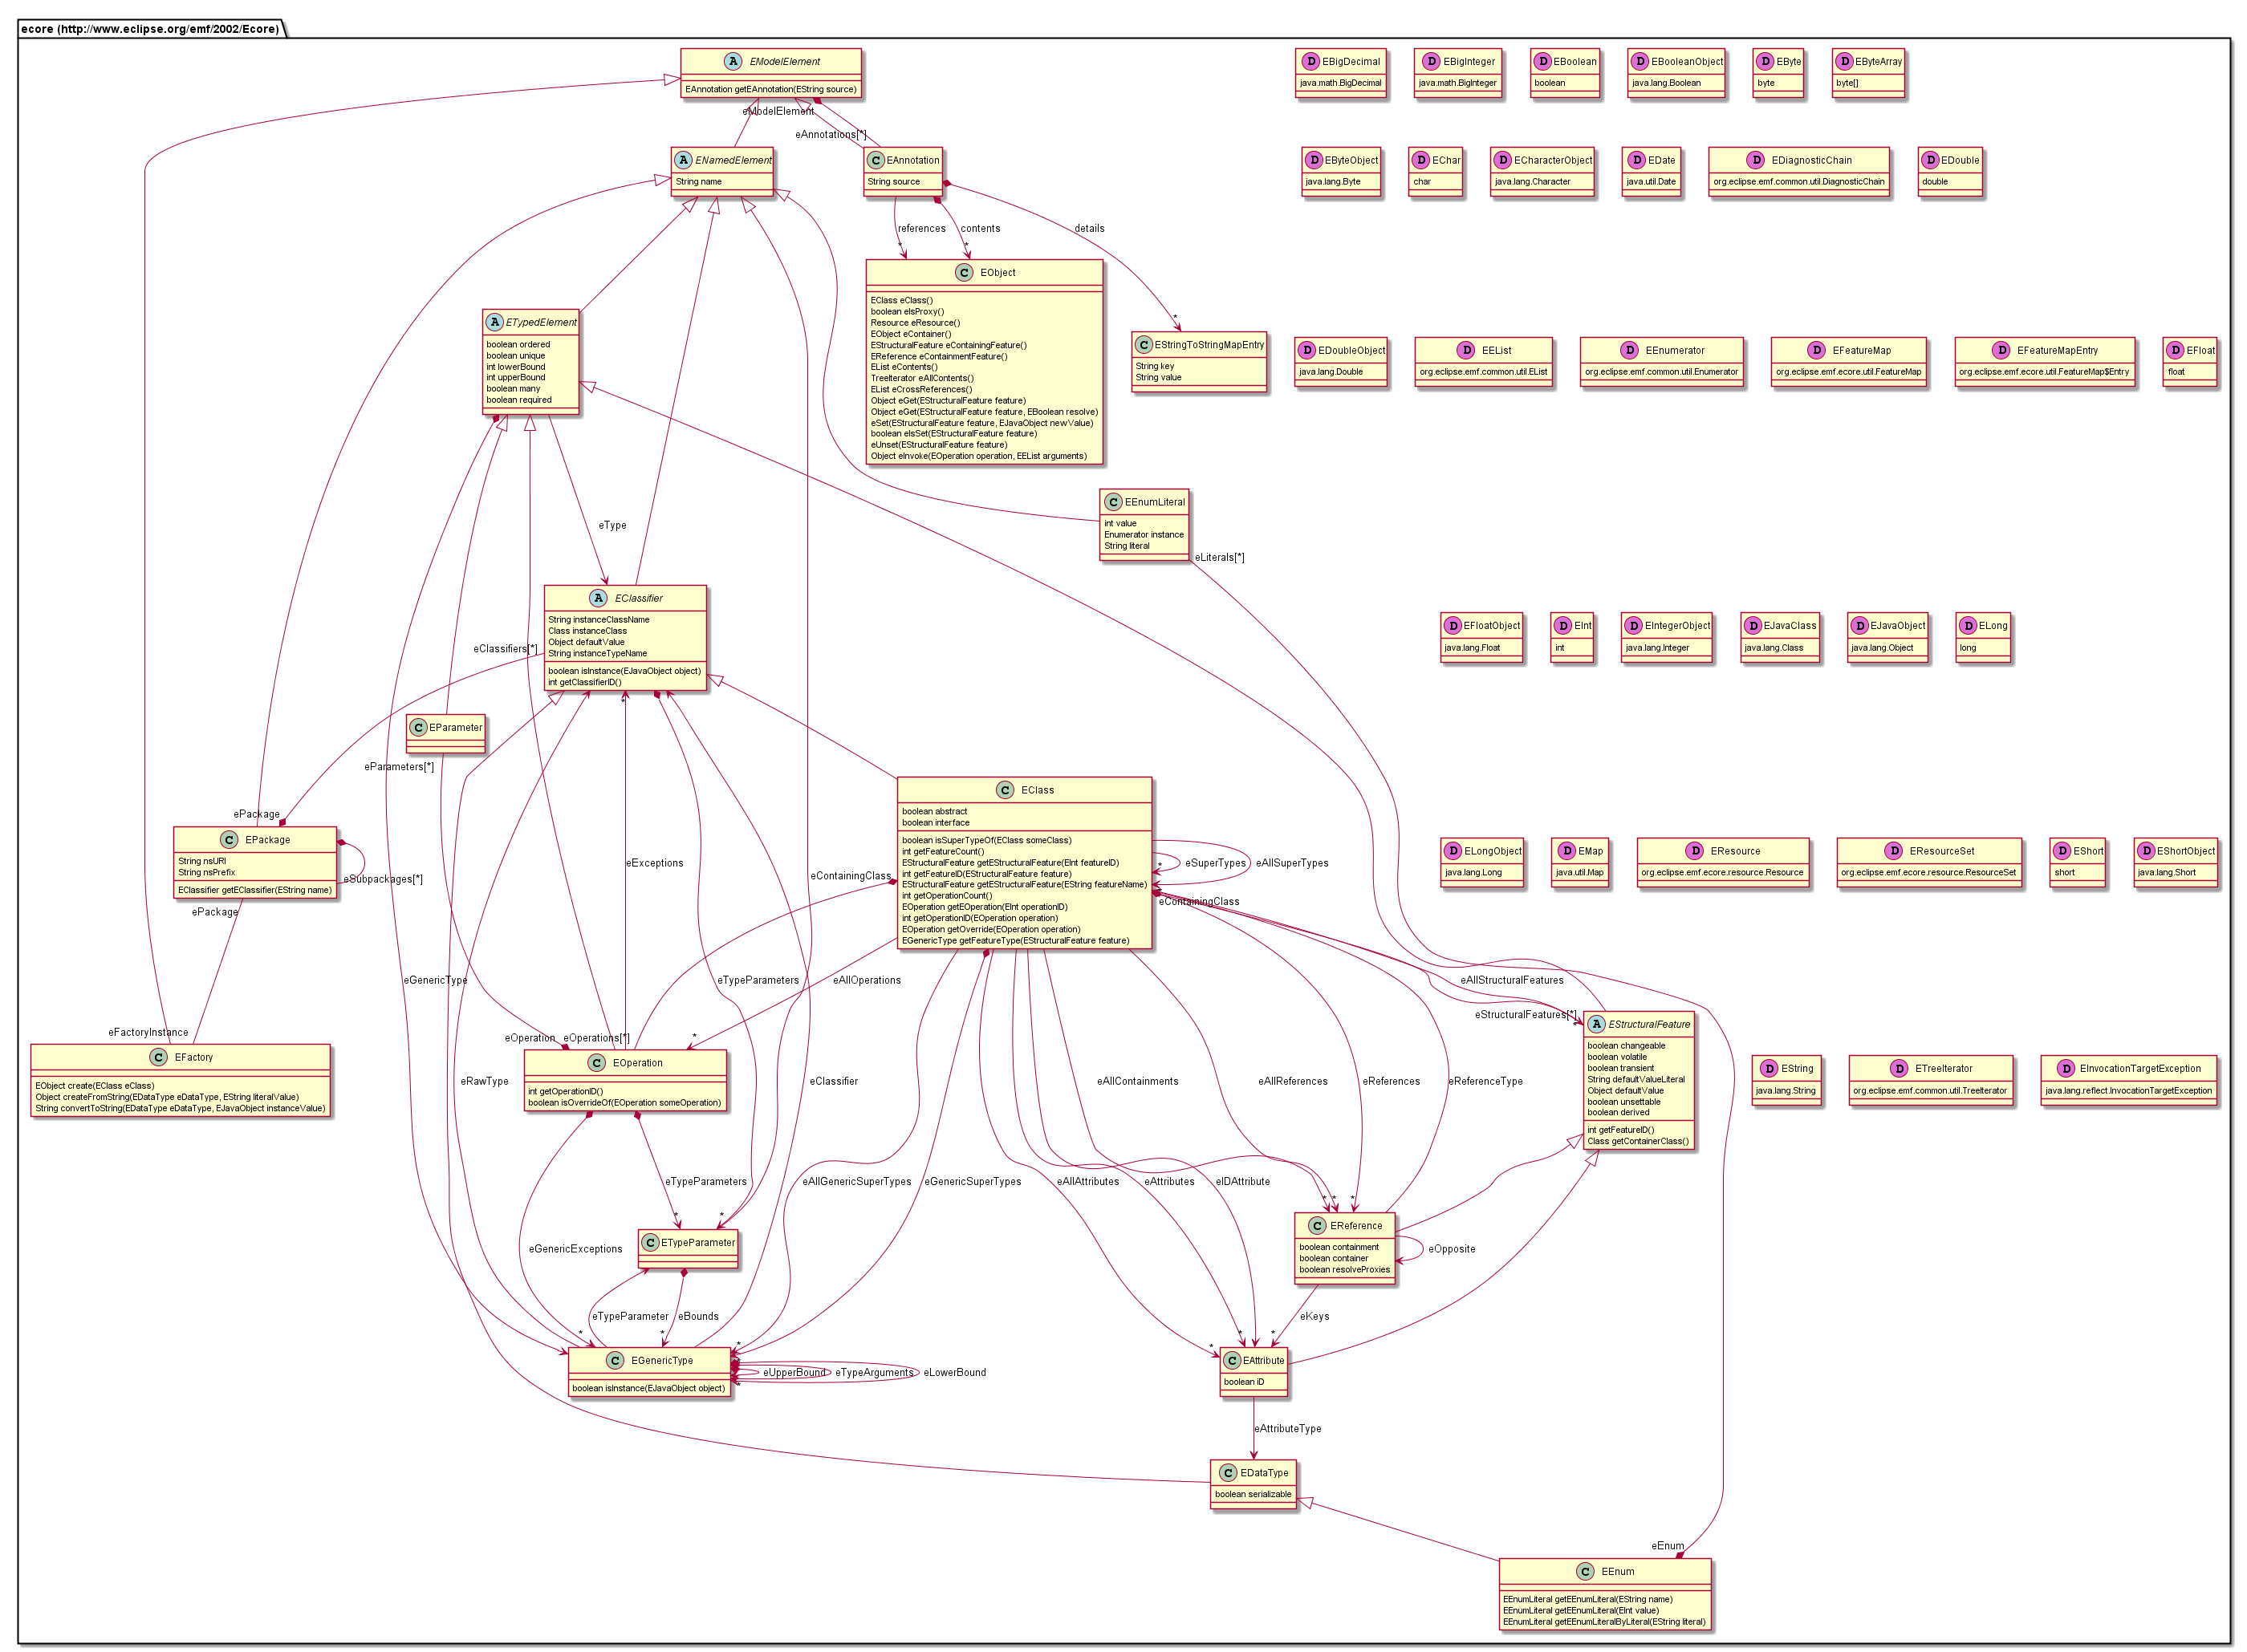 ecore (http://www.eclipse.org/emf/2002/Ecore)
A EModelElement
EAnnotation getEAnnotation(EString source)
D EBigDecimal
java.math.BigDecimal
D EBigInteger
java.math.BigInteger
D EBoolean
boolean
D EBooleanObject
java.lang.Boolean
D EByte
byte
D EByteArray
byte[]
eModelElement
eAnnotations[*]
A ENamedElement
String name
C EAnnotation
String source
D EByteObject
java.lang.Byte
D EChar
char
D ECharacterObject
java.lang.Character
D EDate
java.util.Date
D EDiagnosticChain
org.eclipse.emf.common.util.DiagnosticChain
D EDouble
double
references
*
contents
*
details
*
C EObject
EClass eClass()
boolean eIsProxy()
Resource eResource()
EObject eContainer()
EStructuralFeature eContainingFeature()
EReference eContainmentFeature()
EList eContents()
TreeIterator eAllContents()
EList eCrossReferences()
Object eGet(EStructuralFeature feature)
Object eGet(EStructuralFeature feature, EBoolean resolve)
eSet(EStructuralFeature feature, EJavaObject newValue)
boolean eIsSet(EStructuralFeature feature)
eUnset(EStructuralFeature feature)
Object eInvoke(EOperation operation, EEList arguments)
A ETypedElement
boolean ordered
boolean unique
int lowerBound
int upperBound
boolean many
boolean required
C EStringToStringMapEntry
String key
String value
D EDoubleObject
java.lang.Double
D EEList
org.eclipse.emf.common.util.EList
D EEnumerator
org.eclipse.emf.common.util.Enumerator
D EFeatureMap
org.eclipse.emf.ecore.util.FeatureMap
D EFeatureMapEntry
org.eclipse.emf.ecore.util.FeatureMap$Entry
D EFloat
float
C EEnumLiteral
int value
Enumerator instance
String literal
eType
eLiterals[*]
A EClassifier
String instanceClassName
Class instanceClass
Object defaultValue
String instanceTypeName
boolean isInstance(EJavaObject object)
int getClassifierID()
D EFloatObject
java.lang.Float
D EInt
int
D EIntegerObject
java.lang.Integer
D EJavaClass
java.lang.Class
D EJavaObject
java.lang.Object
D ELong
long
eClassifiers[*]
*
C EParameter
eParameters[*]
ePackage
C EPackage
String nsURI
String nsPrefix
EClassifier getEClassifier(EString name)
eSubpackages[*]
ePackage
eExceptions
C EClass
boolean abstract
boolean interface
boolean isSuperTypeOf(EClass someClass)
int getFeatureCount()
EStructuralFeature getEStructuralFeature(EInt featureID)
int getFeatureID(EStructuralFeature feature)
EStructuralFeature getEStructuralFeature(EString featureName)
int getOperationCount()
EOperation getEOperation(EInt operationID)
int getOperationID(EOperation operation)
EOperation getOverride(EOperation operation)
EGenericType getFeatureType(EStructuralFeature feature)
eContainingClass
*
eSuperTypes
eAllSuperTypes
*
eContainingClass
D ELongObject
java.lang.Long
D EMap
java.util.Map
D EResource
org.eclipse.emf.ecore.resource.Resource
D EResourceSet
org.eclipse.emf.ecore.resource.ResourceSet
D EShort
short
D EShortObject
java.lang.Short
eGenericType
eTypeParameters
eAllOperations
*
eAllStructuralFeatures
eStructuralFeatures[*]
*
eFactoryInstance
eOperation
eOperations[*]
C EFactory
EObject create(EClass eClass)
Object createFromString(EDataType eDataType, EString literalValue)
String convertToString(EDataType eDataType, EJavaObject instanceValue)
C EOperation
int getOperationID()
boolean isOverrideOf(EOperation someOperation)
eRawType
eClassifier
eAllContainments
eAllReferences
eReferences
eReferenceType
A EStructuralFeature
boolean changeable
boolean volatile
boolean transient
String defaultValueLiteral
Object defaultValue
boolean unsettable
boolean derived
int getFeatureID()
Class getContainerClass()
D EString
java.lang.String
D ETreeIterator
org.eclipse.emf.common.util.TreeIterator
D EInvocationTargetException
java.lang.reflect.InvocationTargetException
eTypeParameters
*
*
eAllGenericSuperTypes
eGenericSuperTypes
eAllAttributes
eAttributes
eIDAttribute
*
*
*
C ETypeParameter
eGenericExceptions
C EReference
boolean containment
boolean container
boolean resolveProxies
eOpposite
eTypeParameter
eBounds
eKeys
*
*
*
*
*
*
*
C EGenericType
boolean isInstance(EJavaObject object)
eUpperBound
eTypeArguments
eLowerBound
*
C EAttribute
boolean iD
eAttributeType
C EDataType
boolean serializable
eEnum
C EEnum
EEnumLiteral getEEnumLiteral(EString name)
EEnumLiteral getEEnumLiteral(EInt value)
EEnumLiteral getEEnumLiteralByLiteral(EString literal)